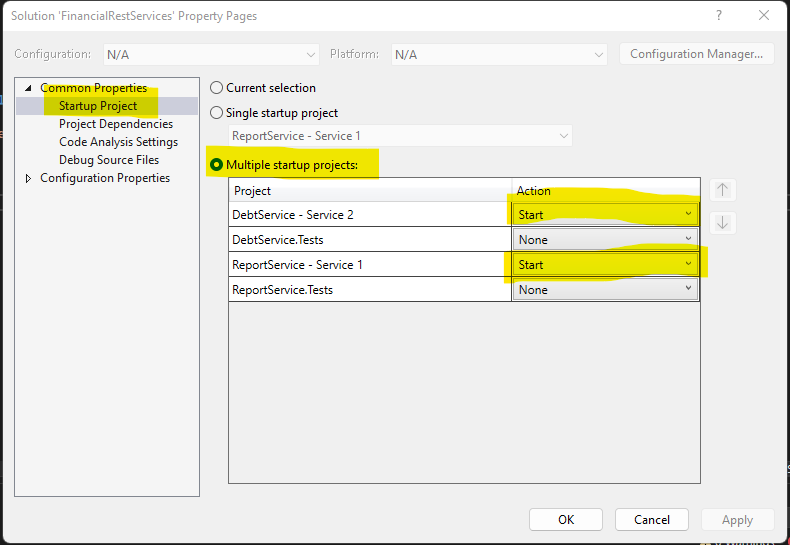 Solution 'FinancialRestServices' Property Pages
?
Configuration:
N/A
Platform:
N/A
Configuration Manager...
Common Properties
Startup Project
Project Dependencies
Code Analysis Settings
Debug Source Files
Configuration Properties
Current selection
Single startup project
ReportService - Service 1
Multiple startup projects:
Project Action
DebtService - Service 2 Start
DebtService.Tests None
ReportService - Service 1 Start
ReportService.Tests None
OK Cancel Apply